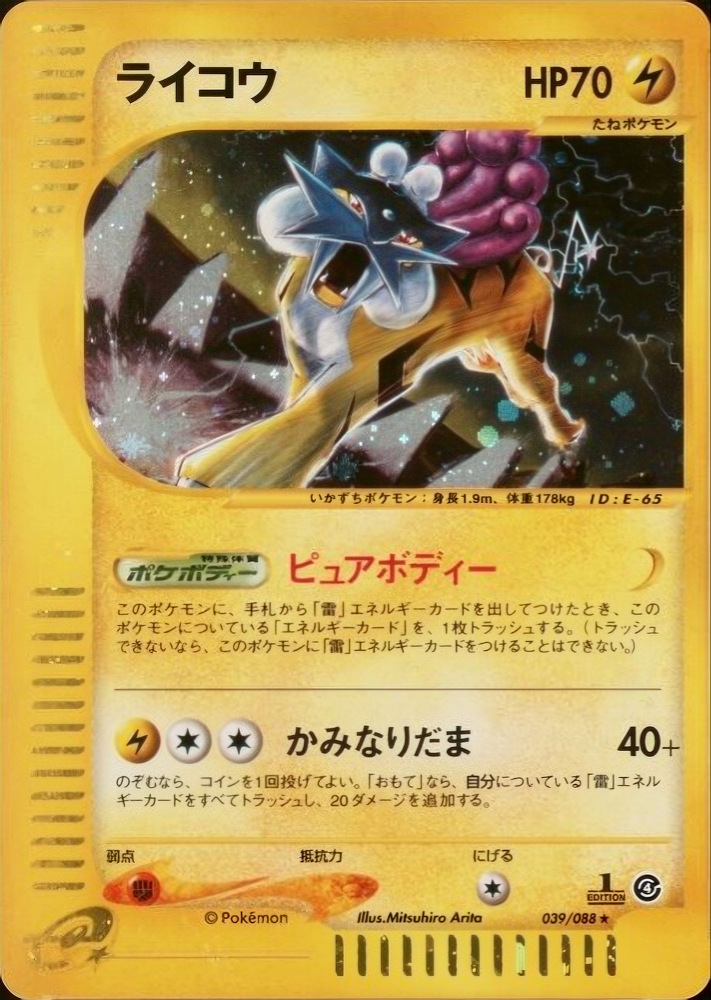 ライコウ HP70
たねポケモン
いかずちポケモン：身長1.9m、体重178kg ID：E-65
特殊体質
ポケボディー ピュアボディー
このポケモンに、手札から「雷」エネルギーカードを出してつけたとき、この
ポケモンについている「エネルギーカード」を、1枚トラッシュする。（トラッシュ
できないなら、このポケモンに「雷」エネルギーカードをつけることはできない。）
かみなりだま 40+
のぞむなら、コインを1回投げてよい。「おもて」なら、自分についている「雷」エネル
ギーカードをすべてトラッシュし、20ダメージを追加する。
弱点 抵抗力 にげる
1 EDITION 4
©Pokémon Illus.Mitsuhiro Arita 039/088★